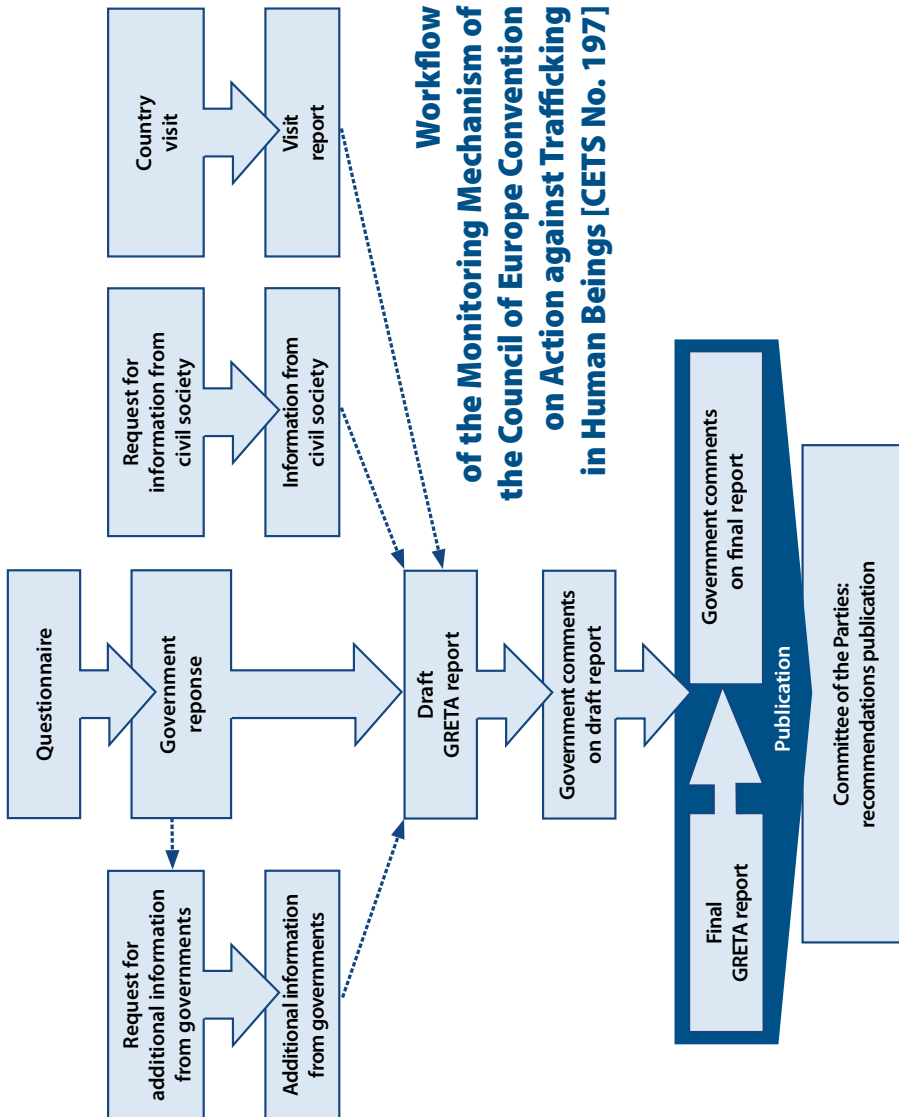 Workflow
of the Monitoring Mechanism of
the Council of Europe Convention
on Action against Trafficking
in Human Beings [CETS No. 197]
Questionnaire
Request for
additional information
from governments
Government
reponse
Request for
information from
civil society
Country
visit
Additional information
from governments
Information from
civil society
Visit
report
Draft
GRETA report
Government comments
on draft report
Final
GRETA report
Government comments
on final report
Publication
Committee of the Parties:
recommendations publication